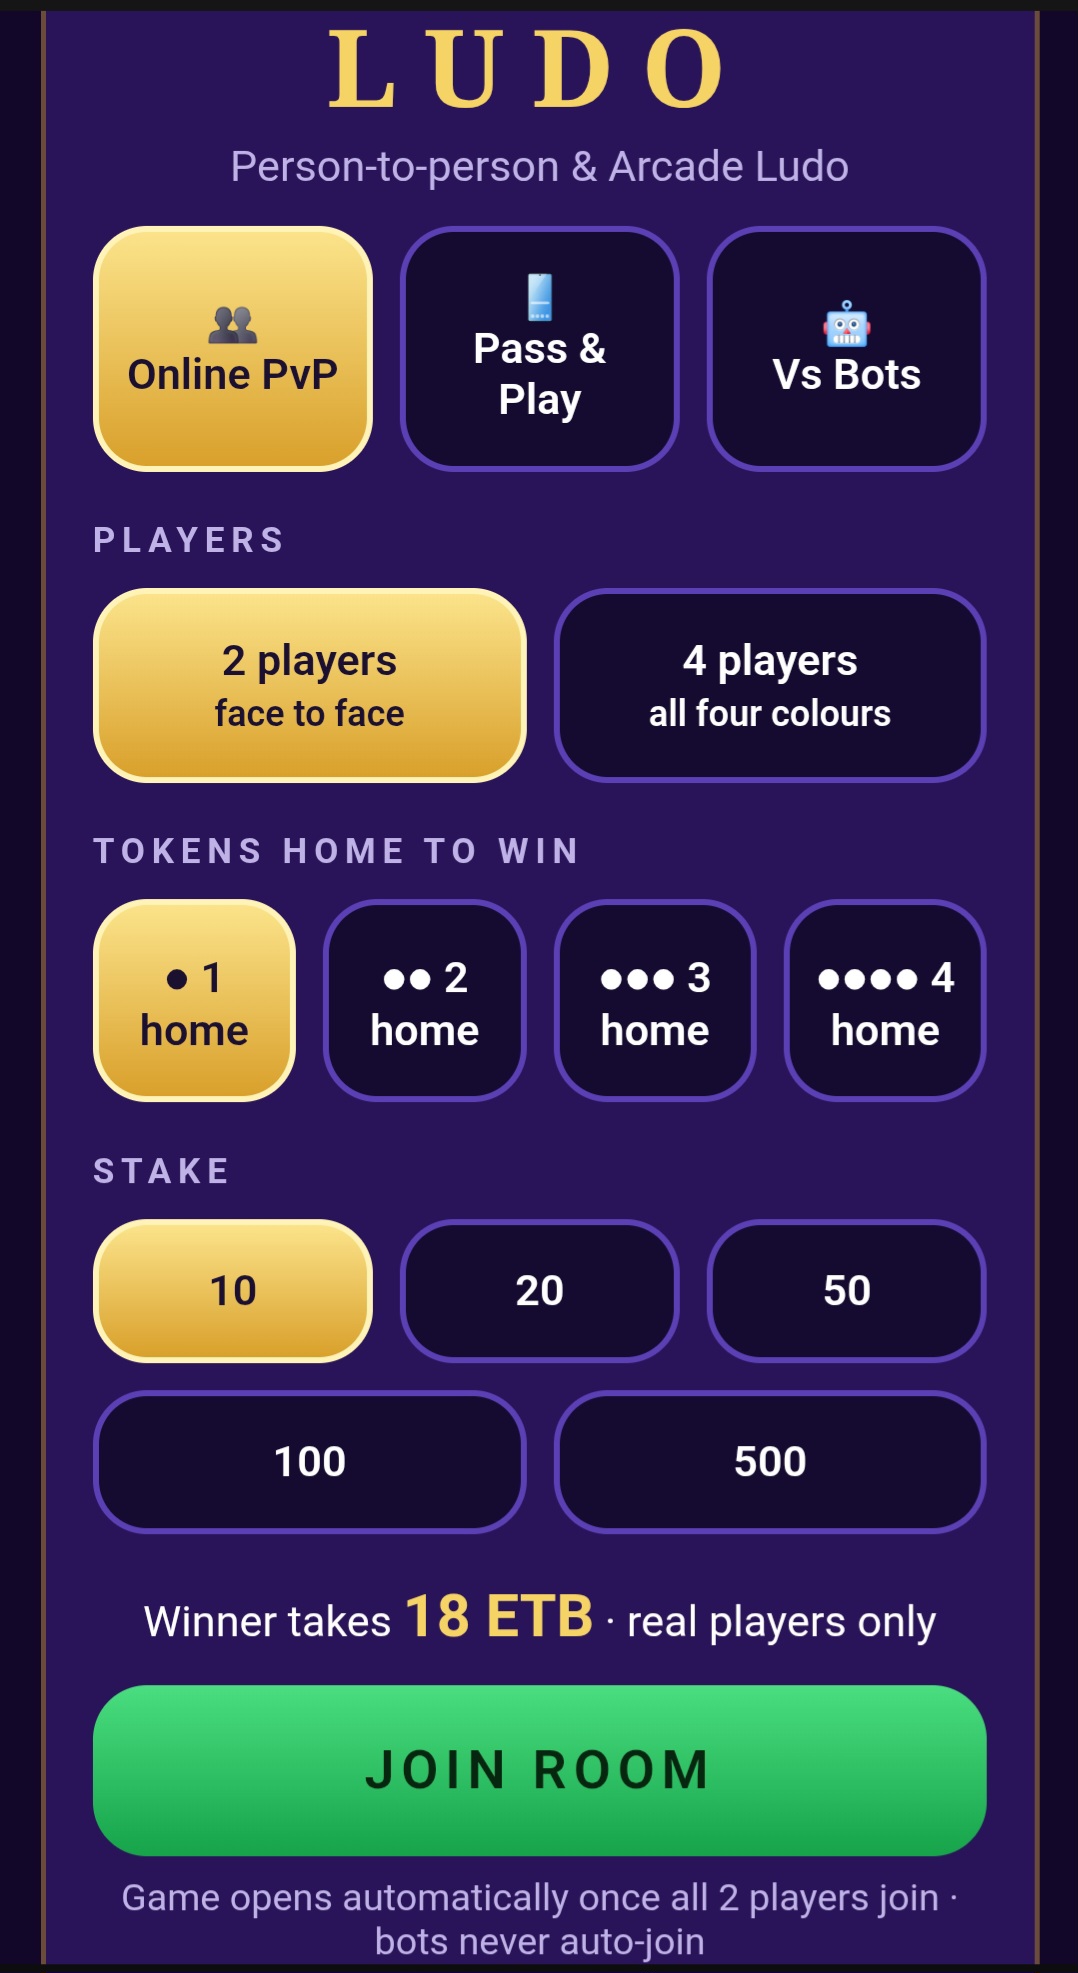 LUDO
Person-to-person & Arcade Ludo
Online PvP
Pass &
Play
Vs Bots
PLAYERS
2 players
face to face
4 players
all four colours
TOKENS HOME TO WIN
● 1
home
●● 2
home
●●● 3
home
●●●● 4
home
STAKE
10
20
50
100
500
Winner takes 18 ETB · real players only
JOIN ROOM
Game opens automatically once all 2 players join ·
bots never auto-join